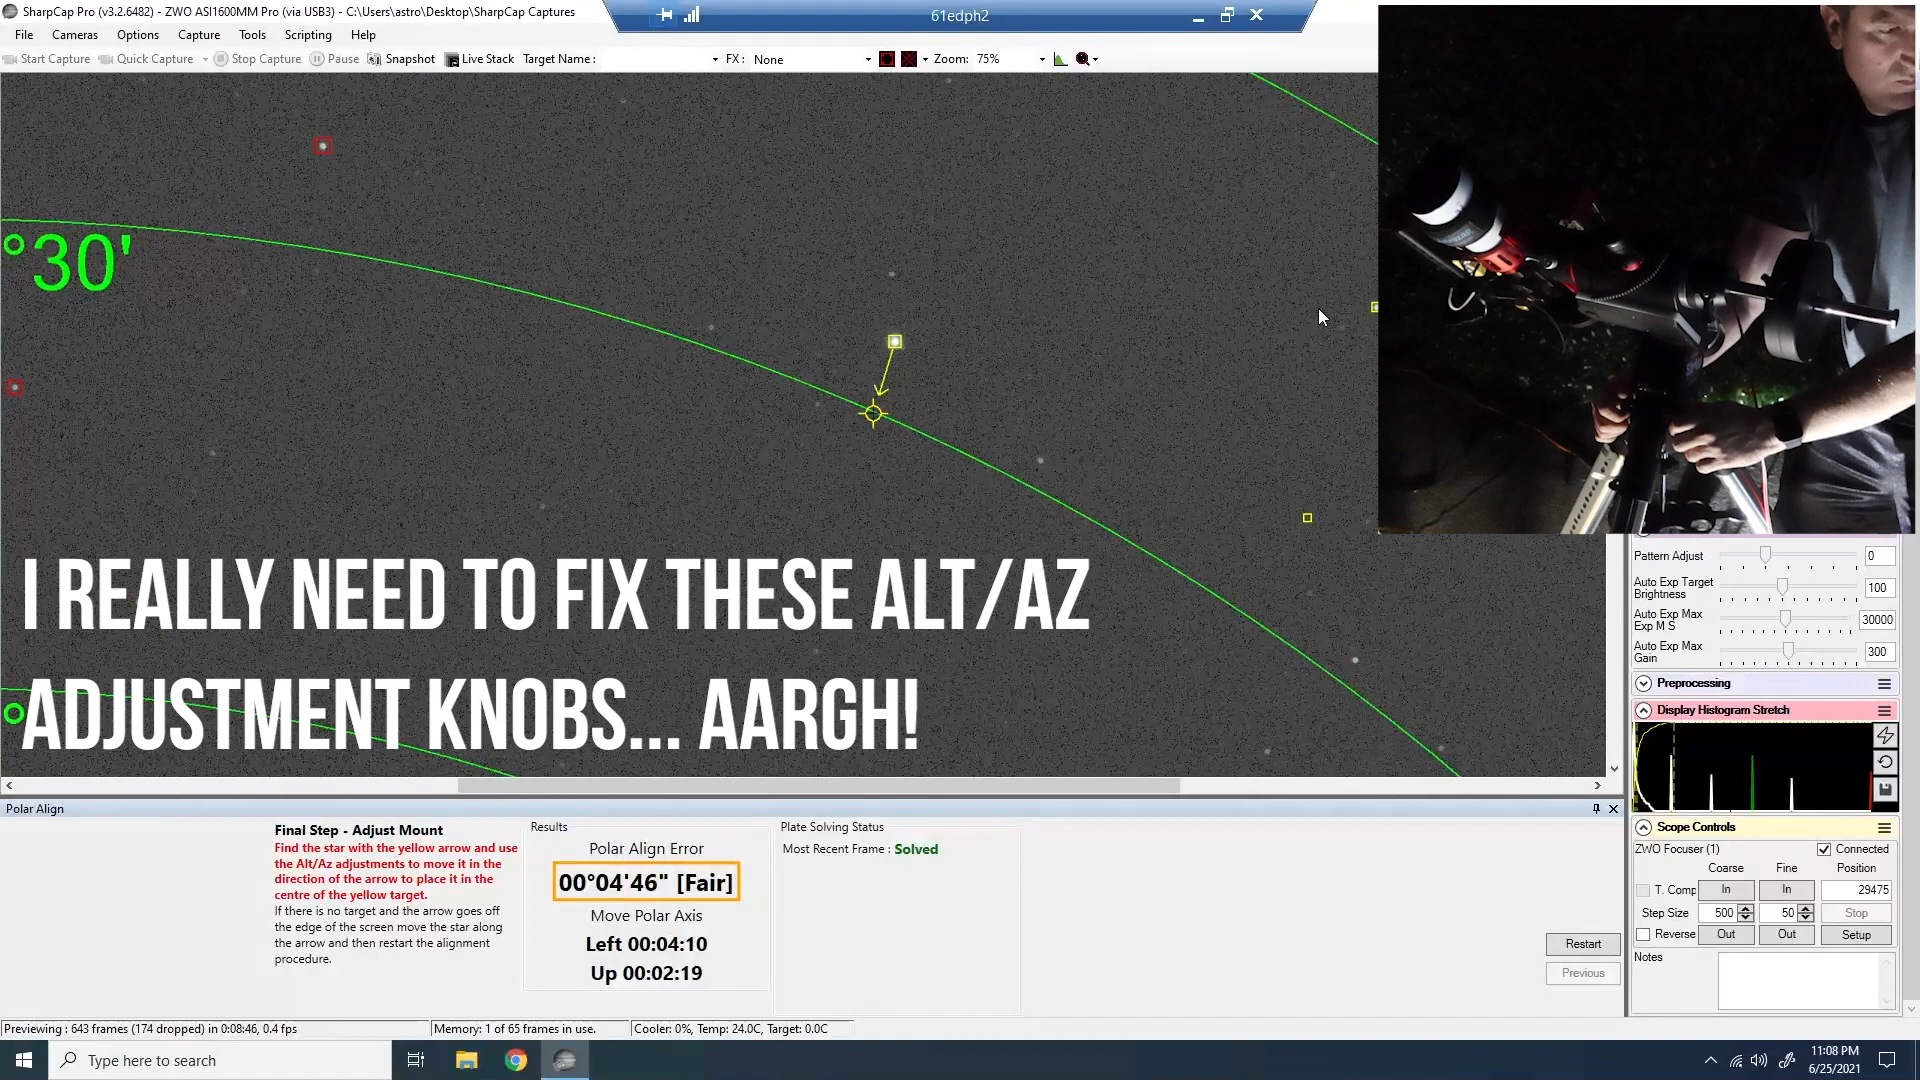 SharpCap Pro (v3.2.6482) - ZWO ASI1600MM Pro (via USB3) - C:\Users\astro\Desktop\SharpCap Captures
61edph2
File Cameras Options Capture Tools Scripting Help
Start Capture Quick Capture Stop Capture Pause Snapshot Live Stack Target Name : FX : None Zoom: 75%
°30'
I REALLY NEED TO FIX THESE ALT/AZ
ADJUSTMENT KNOBS... AARGH!
Pattern Adjust 0
Auto Exp Target
Brightness 100
Auto Exp Max
Exp M S 30000
Auto Exp Max
Gain 300
Preprocessing
Display Histogram Stretch
Scope Controls
ZWO Focuser (1) Connected
Coarse Fine Position
T. Comp In In 29475
Step Size 500 50 Stop
Reverse Out Out Setup
Notes
Polar Align
Final Step - Adjust Mount
Find the star with the yellow arrow and use
the Alt/Az adjustments to move it in the
direction of the arrow to place it in the
centre of the yellow target.
If there is no target and the arrow goes off
the edge of the screen move the star along
the arrow and then restart the alignment
procedure.
Results
Polar Align Error
00°04'46" [Fair]
Move Polar Axis
Left 00:04:10
Up 00:02:19
Plate Solving Status
Most Recent Frame : Solved
Restart
Previous
Previewing : 643 frames (174 dropped) in 0:08:46, 0.4 fps
Memory: 1 of 65 frames in use.
Cooler: 0%, Temp: 24.0C, Target: 0.0C
Type here to search
11:08 PM
6/25/2021